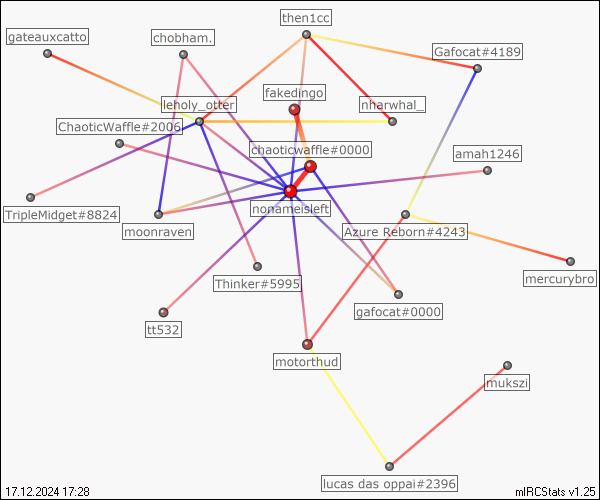 then1cc
gateauxcatto
chobham.
Gafocat#4189
fakedingo
leholy_otter
nharwhal_
ChaoticWaffle#2006
chaoticwaffle#0000
amah1246
nonameisleft
TripleMidget#8824
moonraven
Azure Reborn#4243
Thinker#5995
mercurybro
gafocat#0000
tt532
motorthud
mukszi
lucas das oppai#2396
17.12.2024 17:28
mIRCStats v1.25